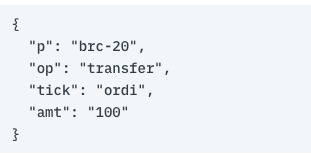 {
  "p": "brc-20",
  "op": "transfer",
  "tick": "ordi",
  "amt": "100"
}